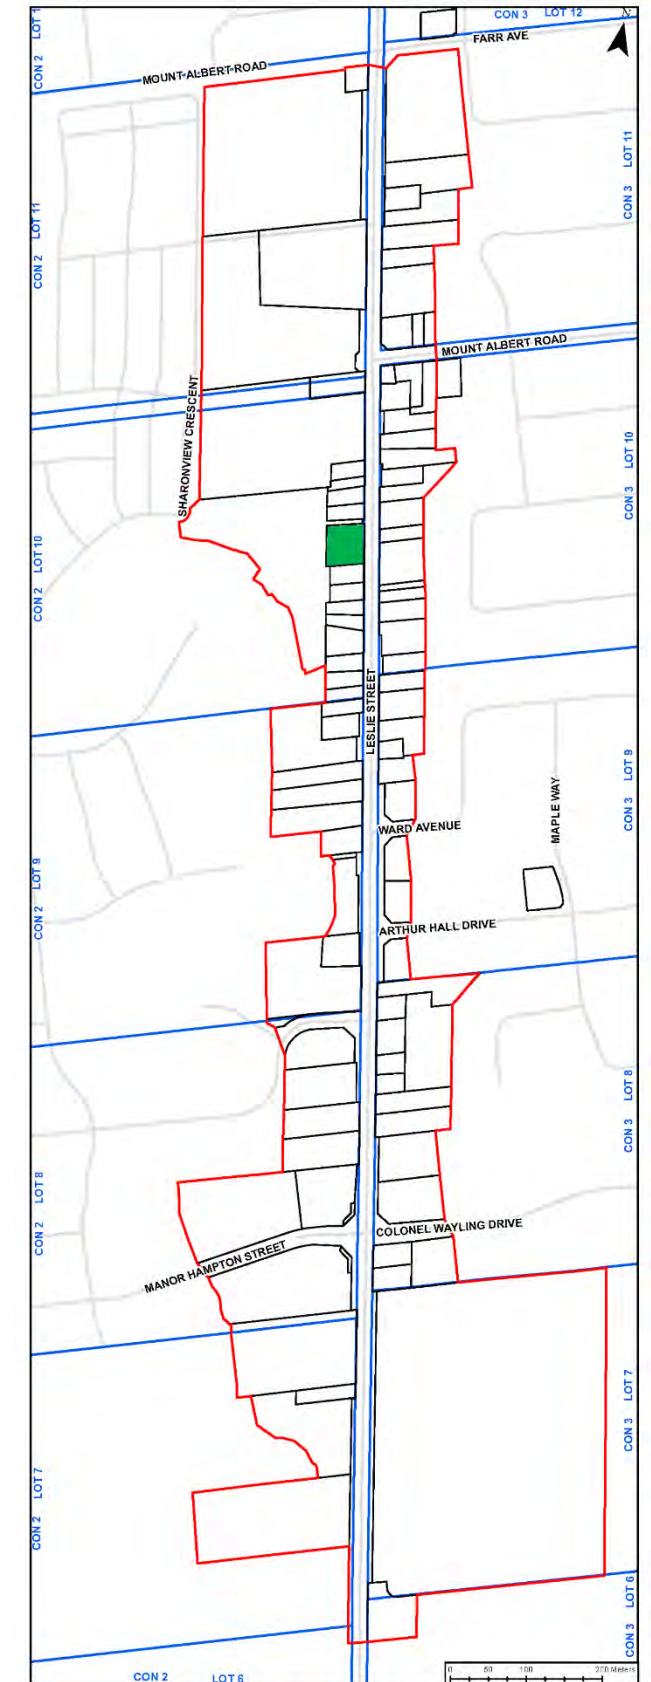 CON 3 LOT 12
N
CON 2 LOT 1
FARR AVE
MOUNT ALBERT ROAD
CON 3 LOT 11
CON 2 LOT 11
MOUNT ALBERT ROAD
SHARONVIEW CRESCENT
CON 3 LOT 10
CON 2 LOT 10
LESLIE STREET
CON 3 LOT 9
MAPLE WAY
WARD AVENUE
CON 2 LOT 9
ARTHUR HALL DRIVE
CON 3 LOT 8
CON 2 LOT 8
COLONEL WAYLING DRIVE
MANOR HAMPTON STREET
CON 3 LOT 7
CON 2 LOT 7
CON 3 LOT 6
0 50 100 200 Meters
CON 2 LOT 6